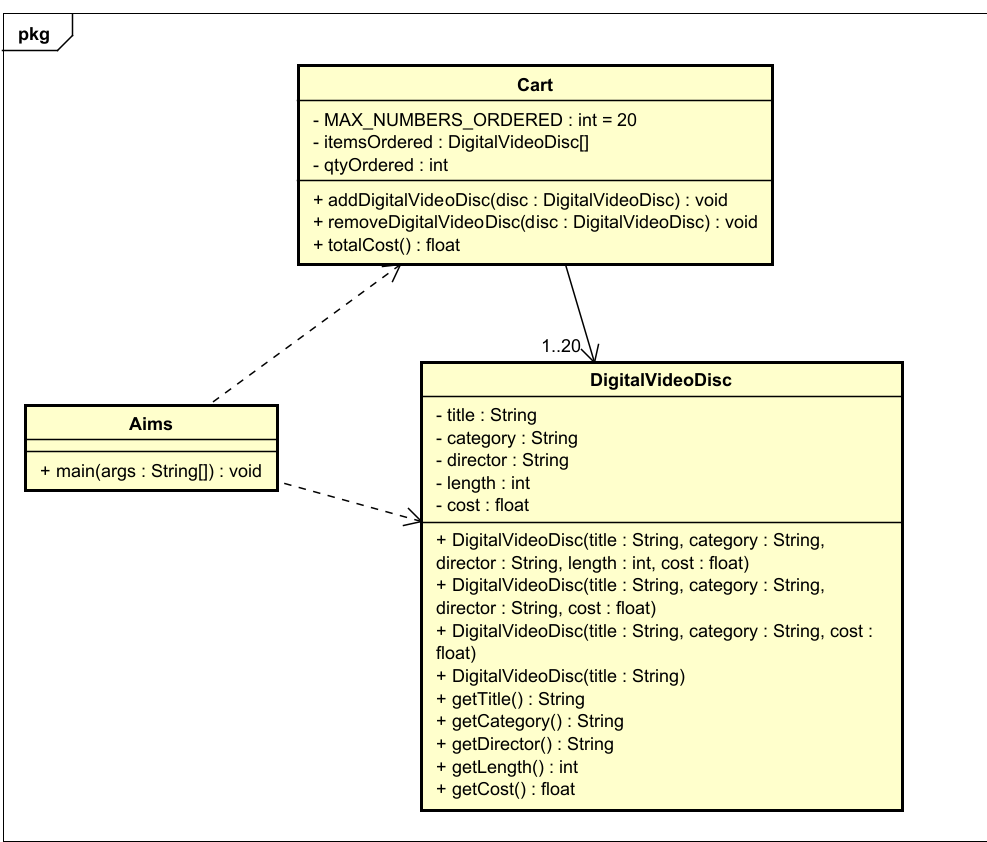 pkg
Cart
- MAX_NUMBERS_ORDERED : int = 20
- itemsOrdered : DigitalVideoDisc[]
- qtyOrdered : int
+ addDigitalVideoDisc(disc : DigitalVideoDisc) : void
+ removeDigitalVideoDisc(disc : DigitalVideoDisc) : void
+ totalCost() : float
1..20
Aims
+ main(args : String[]) : void
DigitalVideoDisc
- title : String
- category : String
- director : String
- length : int
- cost : float
+ DigitalVideoDisc(title : String, category : String,
director : String, length : int, cost : float)
+ DigitalVideoDisc(title : String, category : String,
director : String, cost : float)
+ DigitalVideoDisc(title : String, category : String, cost :
float)
+ DigitalVideoDisc(title : String)
+ getTitle() : String
+ getCategory() : String
+ getDirector() : String
+ getLength() : int
+ getCost() : float